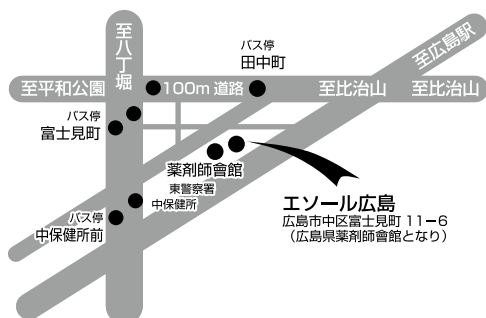 至八丁堀
バス停
田中町
至広島駅
至平和公園
100m 道路
至比治山
至比治山
バス停
富士見町
薬剤師會館
東警察署
中保健所
バス停
中保健所前
エソール広島
広島市中区富士見町 11−6
（広島県薬剤師會館となり）